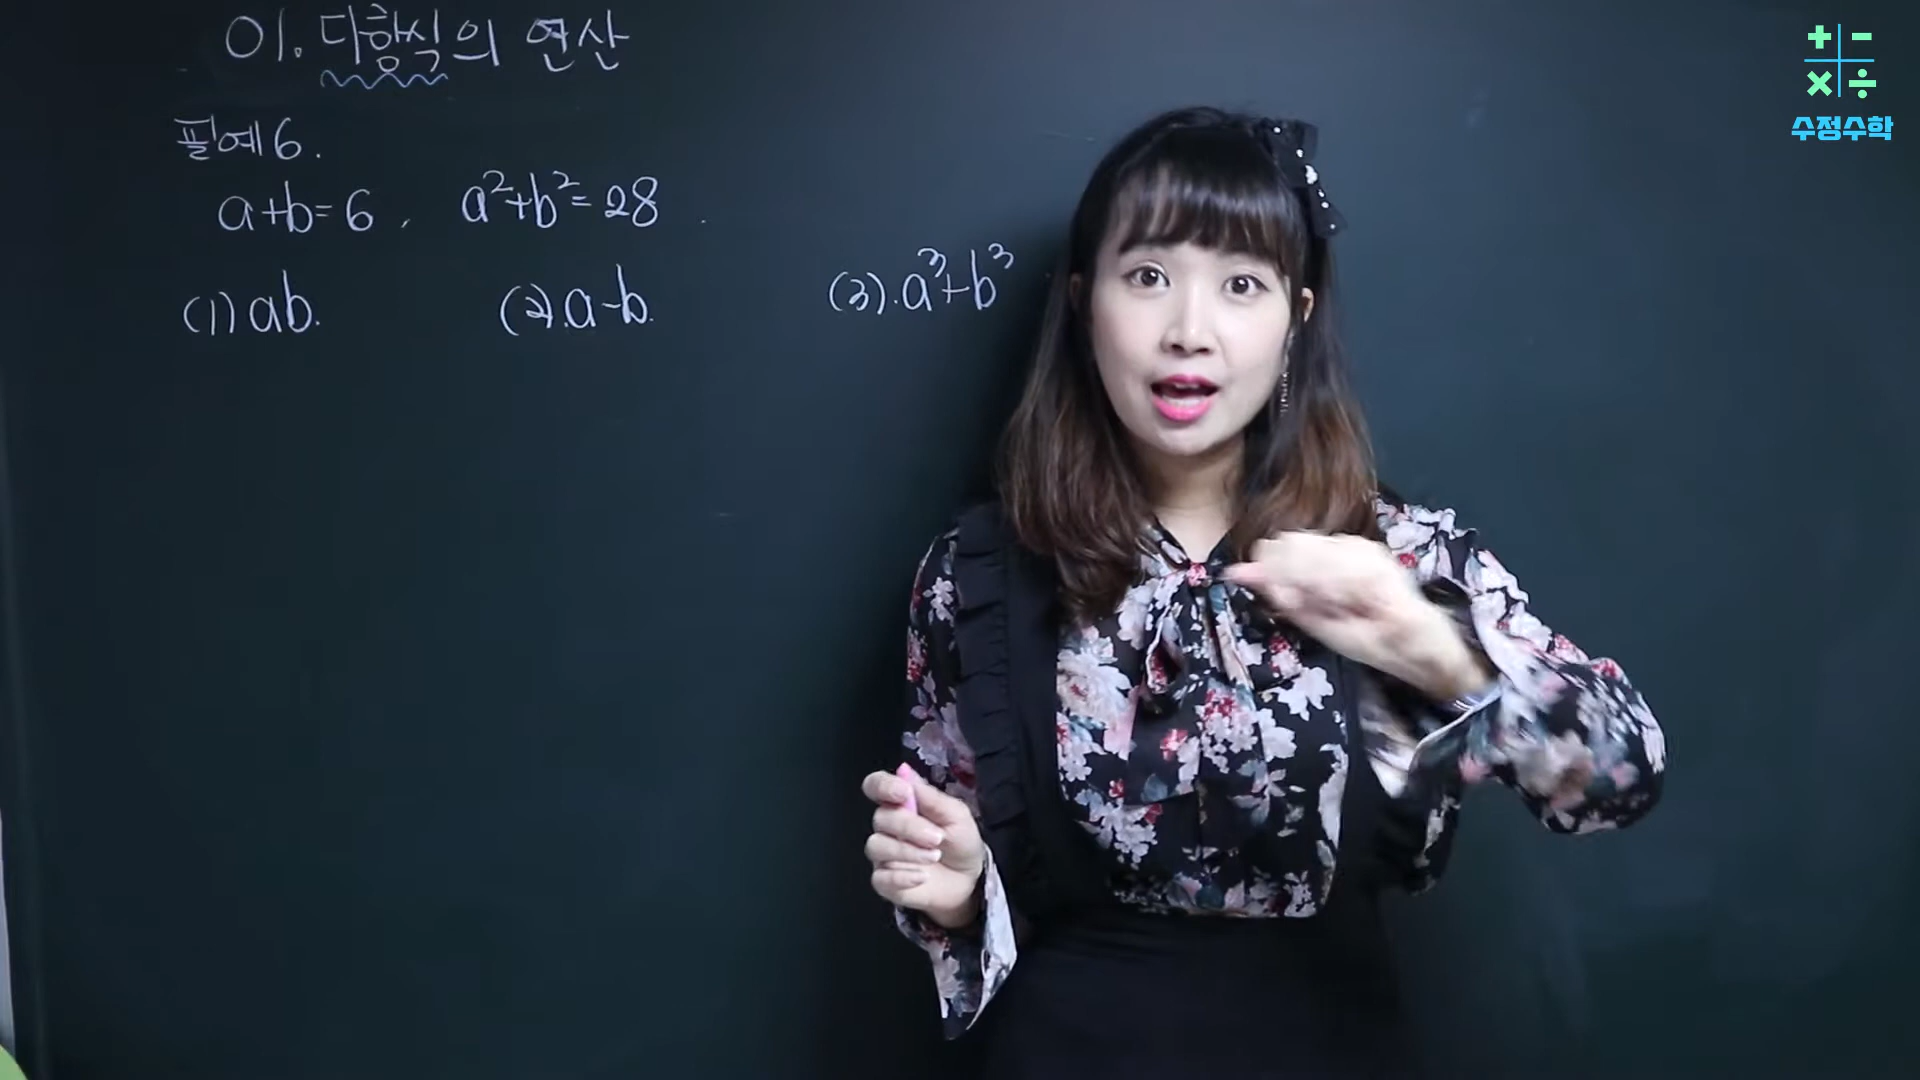 01. 다항식의 연산
필예 6.
a+b=6, a²+b²=28.
(1) ab. (2). a-b. (3). a³+b³
수정수학